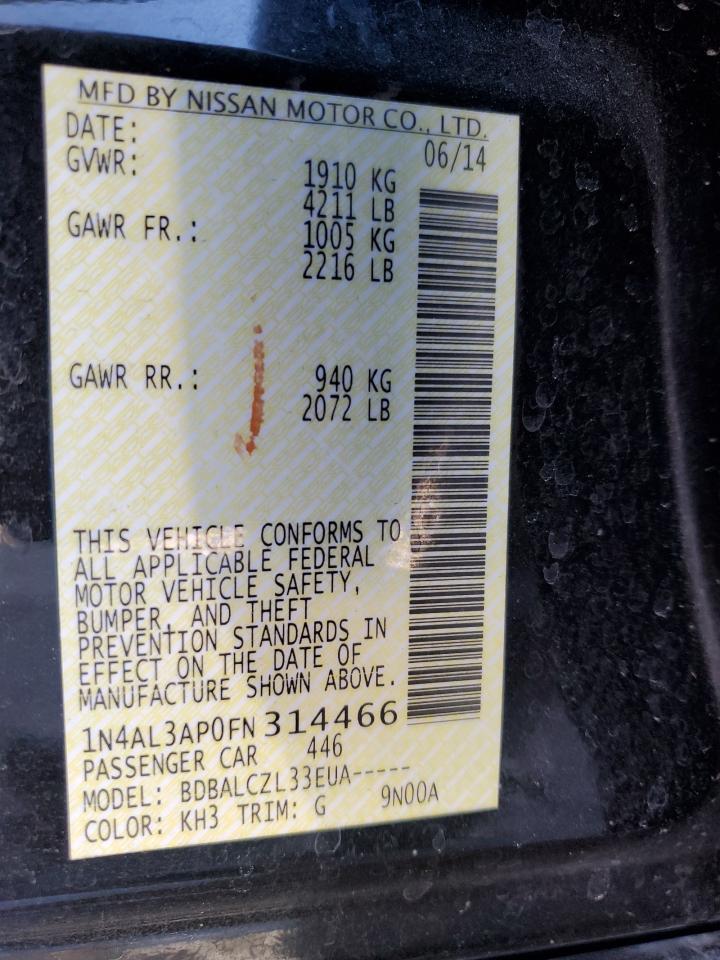 MFD BY NISSAN MOTOR CO., LTD.
DATE: 06/14
GVWR: 1910 KG
4211 LB
GAWR FR.: 1005 KG
2216 LB
GAWR RR.: 940 KG
2072 LB
THIS VEHICLE CONFORMS TO
ALL APPLICABLE FEDERAL
MOTOR VEHICLE SAFETY,
BUMPER, AND THEFT
PREVENTION STANDARDS IN
EFFECT ON THE DATE OF
MANUFACTURE SHOWN ABOVE.
1N4AL3AP0FN314466
PASSENGER CAR 446
MODEL: BDBALCZL33EUA-----
COLOR: KH3 TRIM: G 9N00A